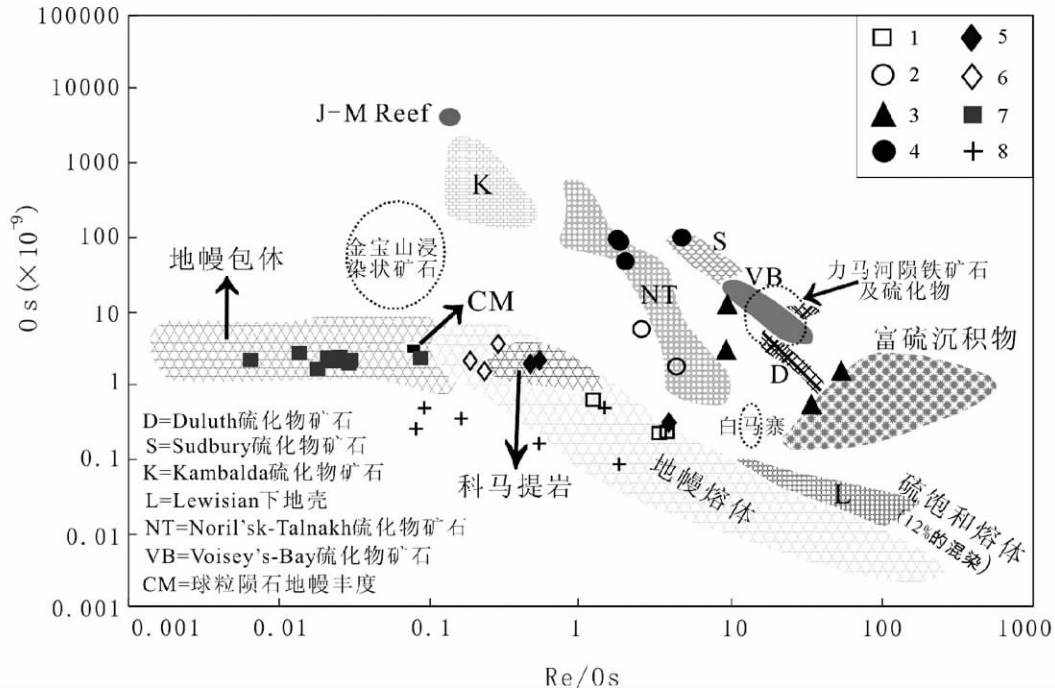 100000
10000
1000
100
10
1
0.1
0.01
0.001
Os(×10⁻⁹)
0.001
0.01
0.1
1
10
100
1000
Re/Os
1
2
3
4
5
6
7
8
J-M Reef
K
金宝山浸
染状矿石
地幔包体
CM
NT
S
VB
力马河陨铁矿石
及硫化物
富硫沉积物
D
白马寨
科马提岩
地幔熔体
L
硫饱和熔体
(12%的混染)
D=Duluth硫化物矿石
S=Sudbury硫化物矿石
K=Kambalda硫化物矿石
L=Lewisian下地壳
NT=Noril'sk-Talnakh硫化物矿石
VB=Voisey's-Bay硫化物矿石
CM=球粒陨石地幔丰度